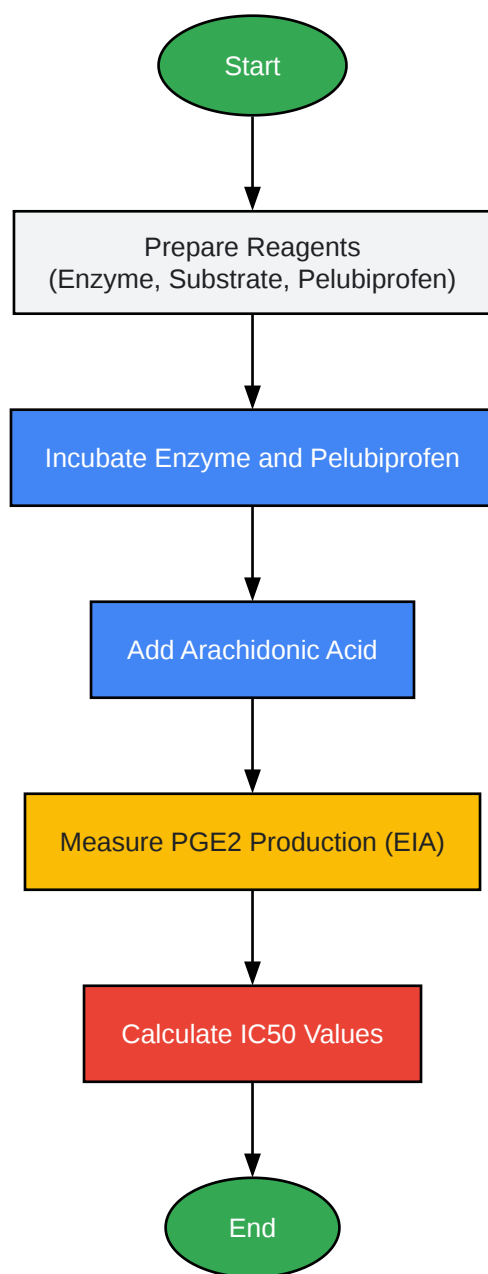 Start
Prepare Reagents
(Enzyme, Substrate, Pelubiprofen)
Incubate Enzyme and Pelubiprofen
Add Arachidonic Acid
Measure PGE2 Production (EIA)
Calculate IC50 Values
End